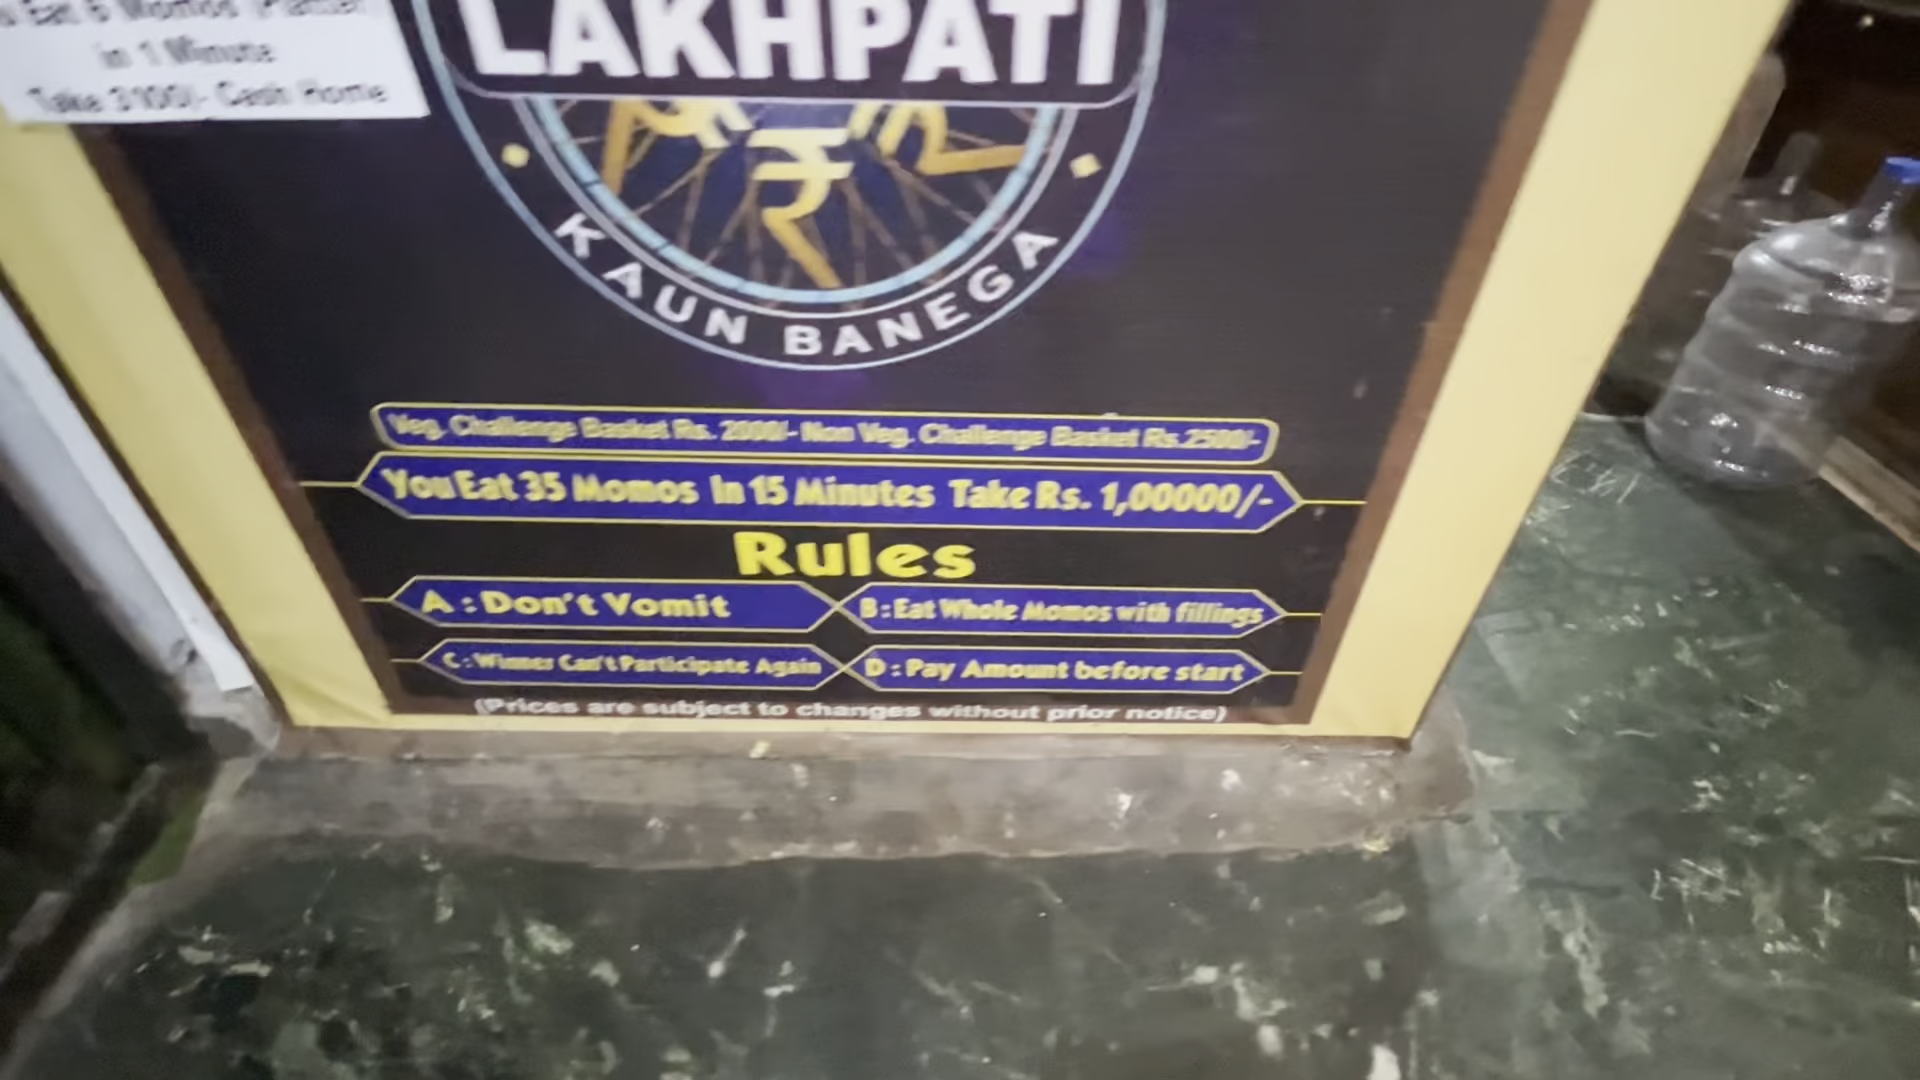 Eat 6 Momos (Platter)
in 1 Minute
Take 3100/- Cash Home
LAKHPATI
₹
KAUN BANEGA
Veg. Challenge Basket Rs. 2000/- Non Veg. Challenge Basket Rs.2500/-
You Eat 35 Momos In 15 Minutes Take Rs. 1,00000/-
Rules
A : Don't Vomit
B : Eat Whole Momos with fillings
C : Winner Can't Participate Again
D : Pay Amount before start
(Prices are subject to changes without prior notice)